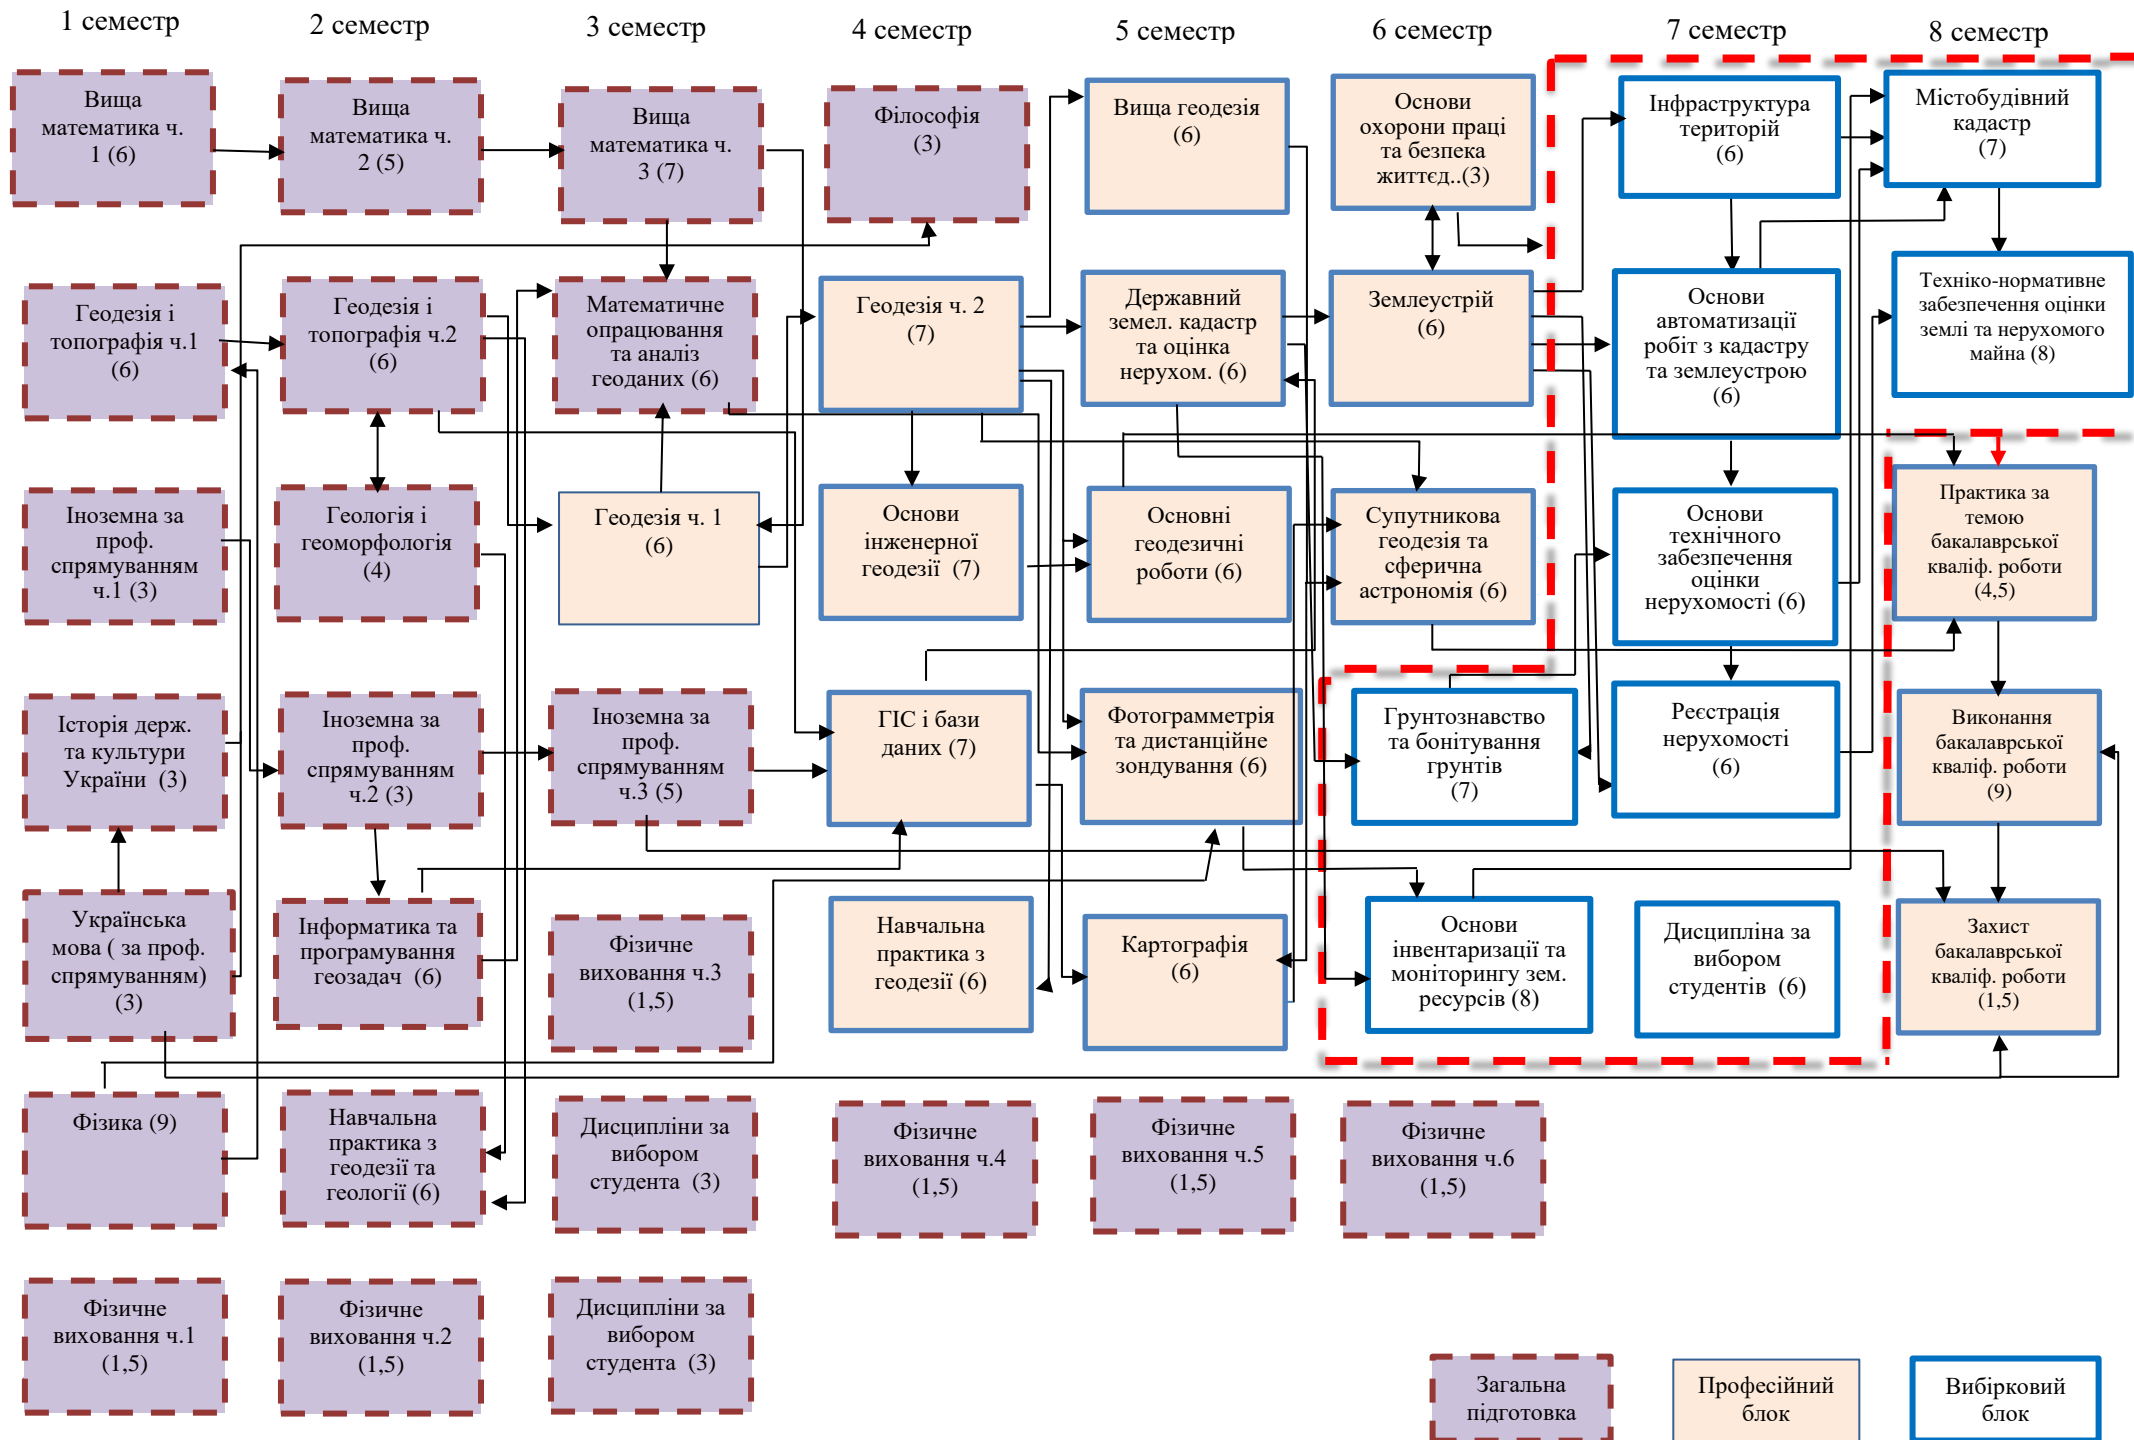 1 семестр
2 семестр
3 семестр
4 семестр
5 семестр
6 семестр
7 семестр
8 семестр
Вища
математика ч.
1 (6)
Вища
математика ч.
2 (5)
Вища
математика ч.
3 (7)
Філософія
(3)
Вища геодезія
(6)
Основи
охорони праці
та безпека
життєд..(3)
Інфраструктура
територій
(6)
Містобудівний
кадастр
(7)
Геодезія і
топографія ч.1
(6)
Геодезія і
топографія ч.2
(6)
Математичне
опрацювання
та аналіз
геоданих (6)
Геодезія ч. 2
(7)
Державний
земел. кадастр
та оцінка
нерухом. (6)
Землеустрій
(6)
Основи
автоматизації
робіт з кадастру
та землеустрою
(6)
Техніко-нормативне
забезпечення оцінки
землі та нерухомого
майна (8)
Іноземна за
проф.
спрямуванням
ч.1 (3)
Геологія і
геоморфологія
(4)
Геодезія ч. 1
(6)
Основи
інженерної
геодезії (7)
Основні
геодезичні
роботи (6)
Супутникова
геодезія та
сферична
астрономія (6)
Основи
технічного
забезпечення
оцінки
нерухомості (6)
Практика за
темою
бакалаврської
кваліф. роботи
(4,5)
Історія держ.
та культури
України (3)
Іноземна за
проф.
спрямуванням
ч.2 (3)
Іноземна за
проф.
спрямуванням
ч.3 (5)
ГІС і бази
даних (7)
Фотограмметрія
та дистанційне
зондування (6)
Грунтознавство
та бонітування
грунтів
(7)
Реєстрація
нерухомості
(6)
Виконання
бакалаврської
кваліф. роботи
(9)
Українська
мова ( за проф.
спрямуванням)
(3)
Інформатика та
програмування
геозадач (6)
Фізичне
виховання ч.3
(1,5)
Навчальна
практика з
геодезії (6)
Картографія
(6)
Основи
інвентаризації та
моніторингу зем.
ресурсів (8)
Дисципліна за
вибором
студентів (6)
Захист
бакалаврської
кваліф. роботи
(1,5)
Фізика (9)
Навчальна
практика з
геодезії та
геології (6)
Дисципліни за
вибором
студента (3)
Фізичне
виховання ч.4
(1,5)
Фізичне
виховання ч.5
(1,5)
Фізичне
виховання ч.6
(1,5)
Фізичне
виховання ч.1
(1,5)
Фізичне
виховання ч.2
(1,5)
Дисципліни за
вибором
студента (3)
Загальна
підготовка
Професійний
блок
Вибірковий
блок